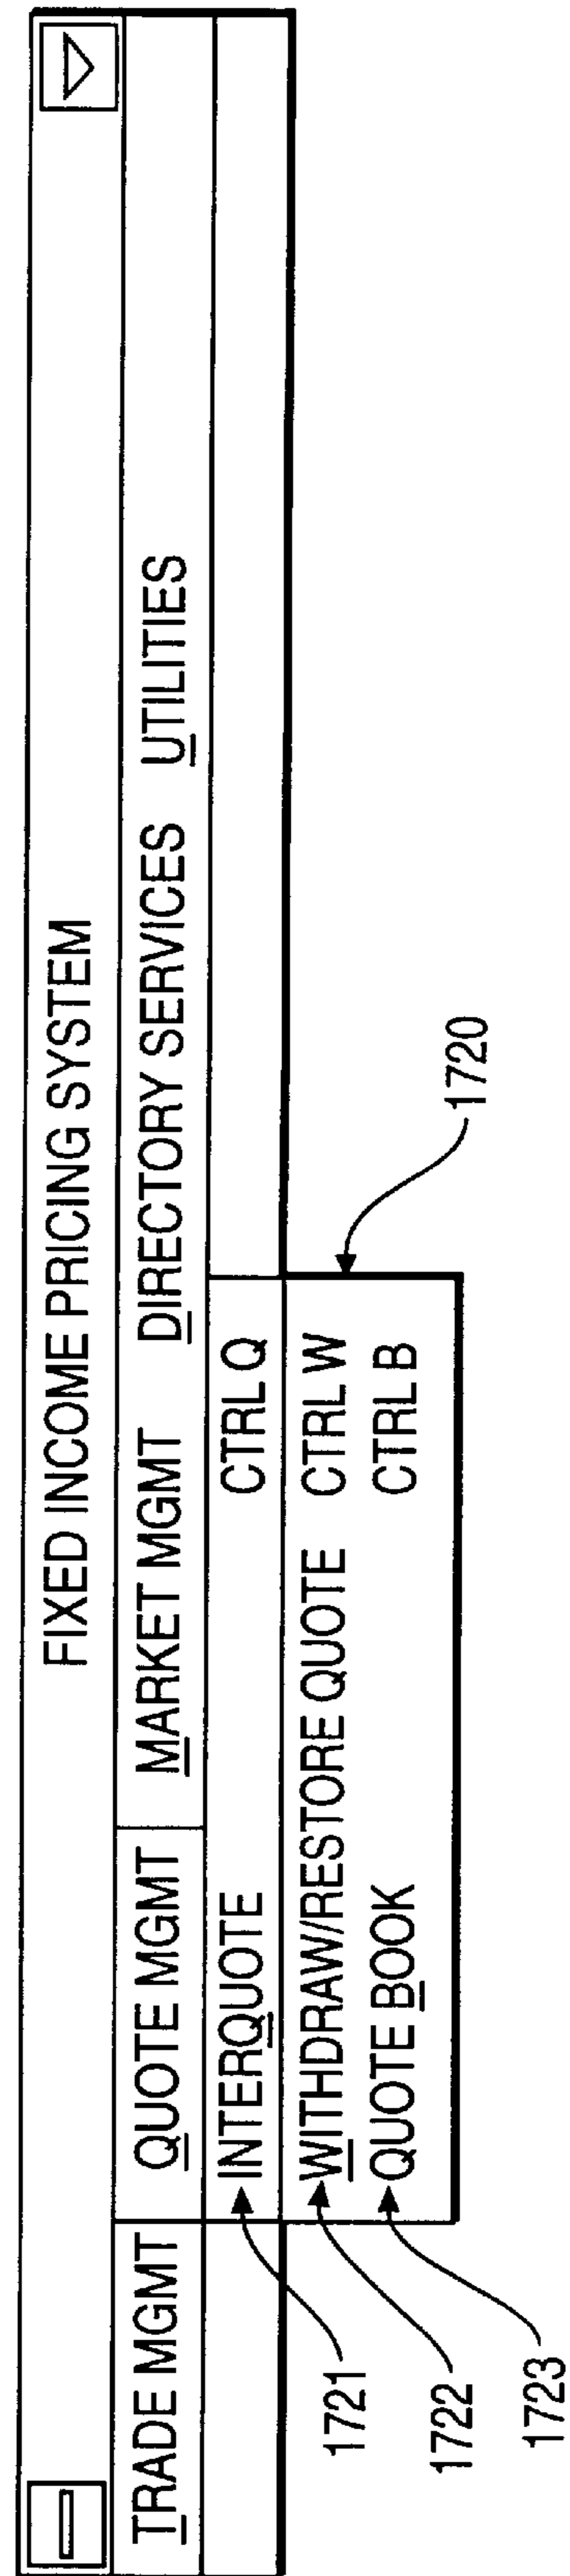 FIXED INCOME PRICING SYSTEM
TRADE MGMT QUOTE MGMT MARKET MGMT DIRECTORY SERVICES UTILITIES
INTERQUOTE CTRL Q
WITHDRAW/RESTORE QUOTE CTRL W
QUOTE BOOK CTRL B
1720
1721
1722
1723